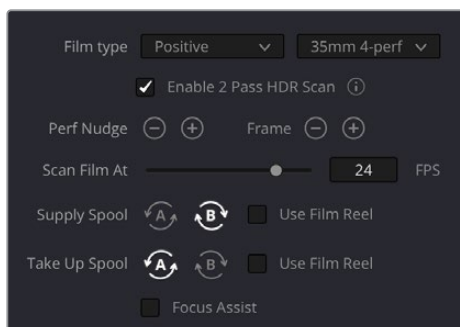 Film type Positive 35mm 4-perf
Enable 2 Pass HDR Scan i
Perf Nudge Frame
Scan Film At 24 FPS
Supply Spool A B Use Film Reel
Take Up Spool A B Use Film Reel
Focus Assist